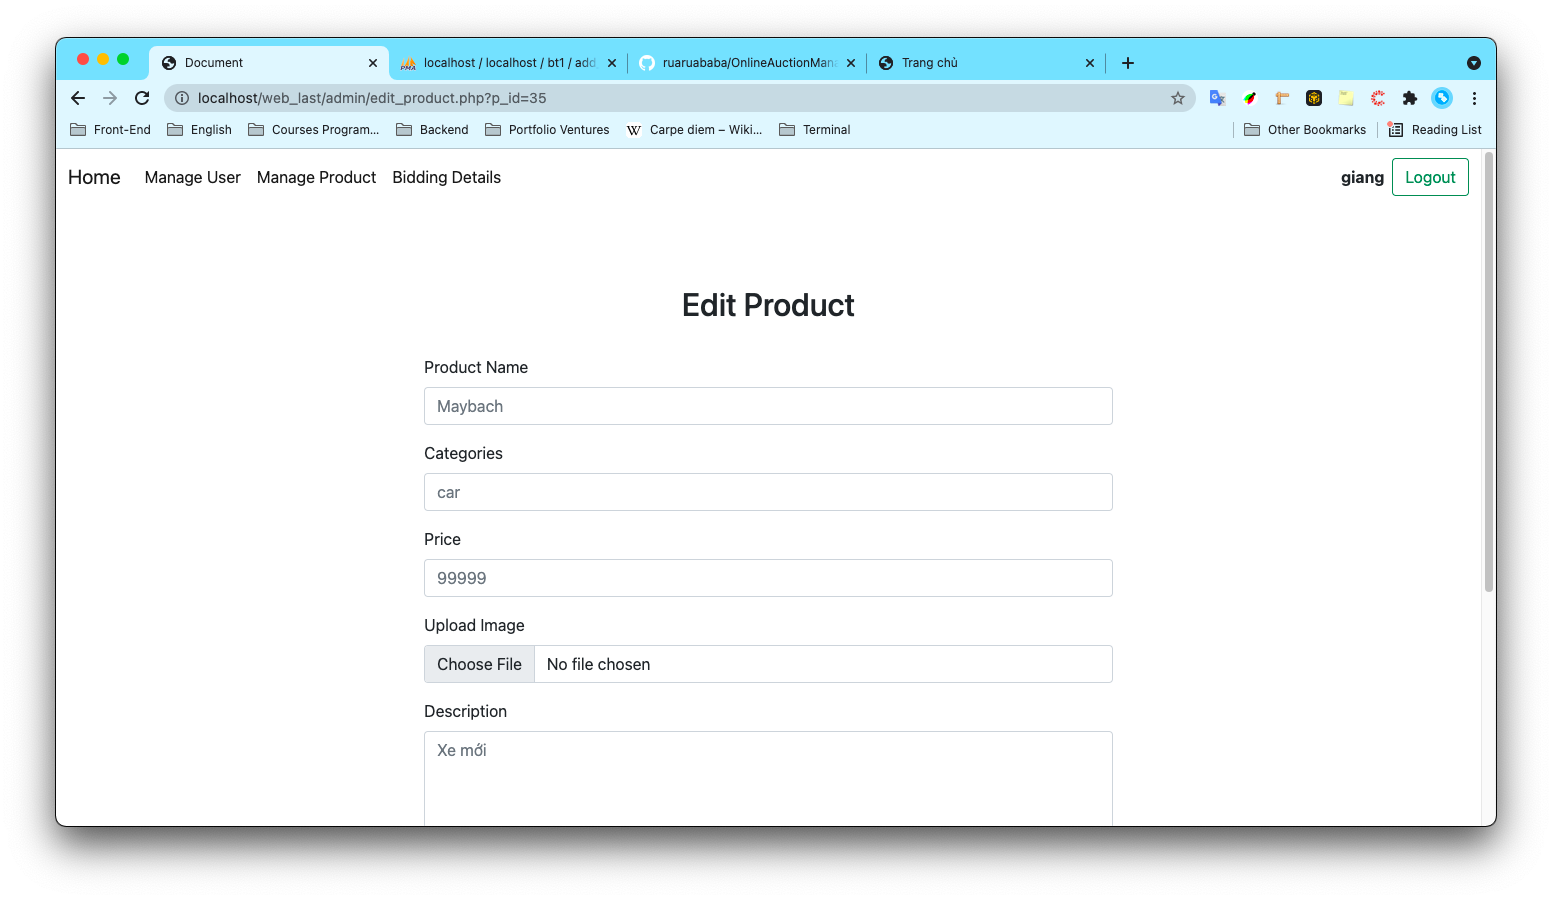 Document
localhost / localhost / bt1 / add
ruaruababa/OnlineAuctionMana
Trang chủ
localhost/web_last/admin/edit_product.php?p_id=35
Front-End
English
Courses Program...
Backend
Portfolio Ventures
W Carpe diem – Wiki...
Terminal
Other Bookmarks
Reading List
Home
Manage User
Manage Product
Bidding Details
giang
Logout
Edit Product
Product Name
Maybach
Categories
car
Price
99999
Upload Image
Choose File
No file chosen
Description
Xe mới